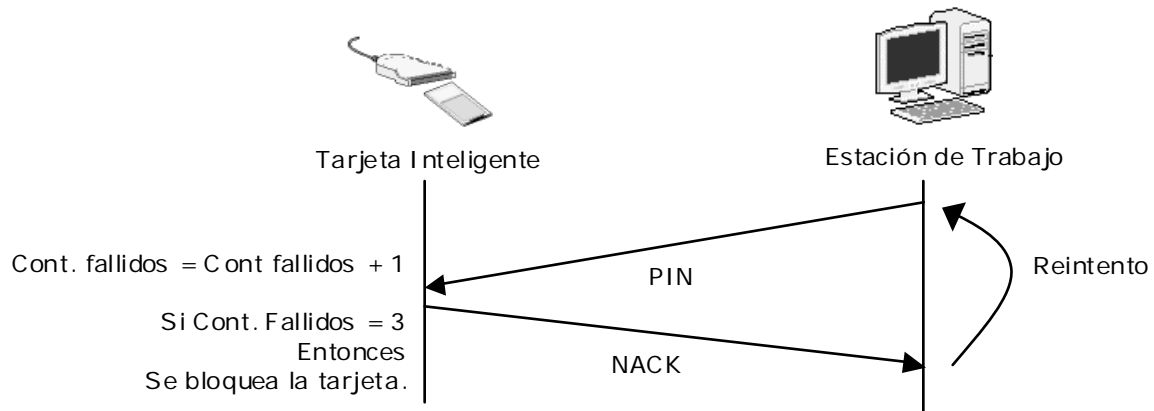 Tarjeta Inteligente
Estación de Trabajo
Cont. fallidos = Cont fallidos + 1
PIN
Reintento
Si Cont. Fallidos = 3
Entonces
NACK
Se bloquea la tarjeta.